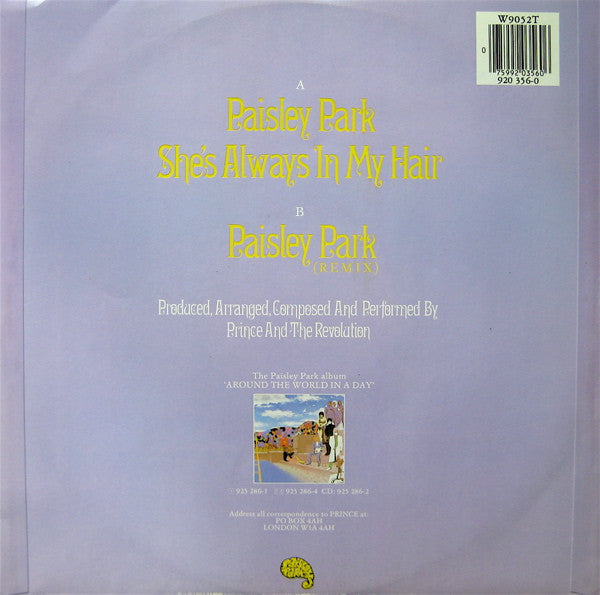 W9052T
0
75992 03560
920 356-0
A
Paisley Park
She's Always In My Hair
B
Paisley Park
(REMIX)
Produced, Arranged, Composed And Performed By
Prince And The Revolution
The Paisley Park album
'AROUND THE WORLD IN A DAY'
925 286-1 925 286-4 CD: 925 286-2
Address all correspondence to PRINCE at:
PO BOX 4AH
LONDON W1A 4AH